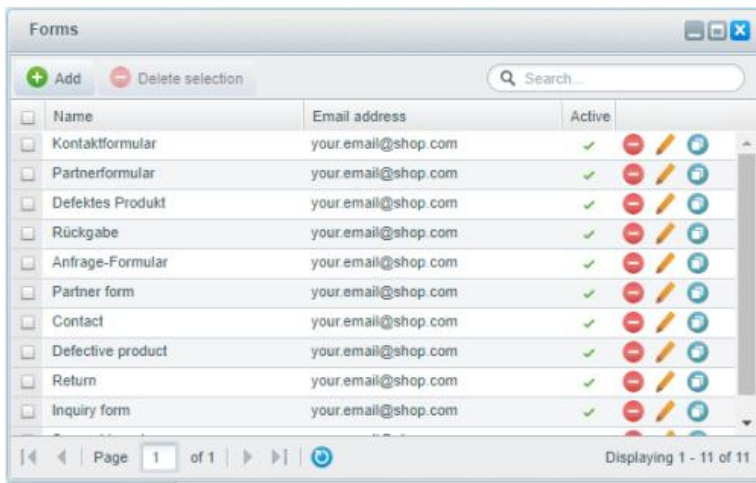 Forms
Add Delete selection Search...
Name Email address Active
Kontaktformular your.email@shop.com
Partnerformular your.email@shop.com
Defektes Produkt your.email@shop.com
Rückgabe your.email@shop.com
Anfrage-Formular your.email@shop.com
Partner form your.email@shop.com
Contact your.email@shop.com
Defective product your.email@shop.com
Return your.email@shop.com
Inquiry form your.email@shop.com
Page 1 of 1 Displaying 1 - 11 of 11